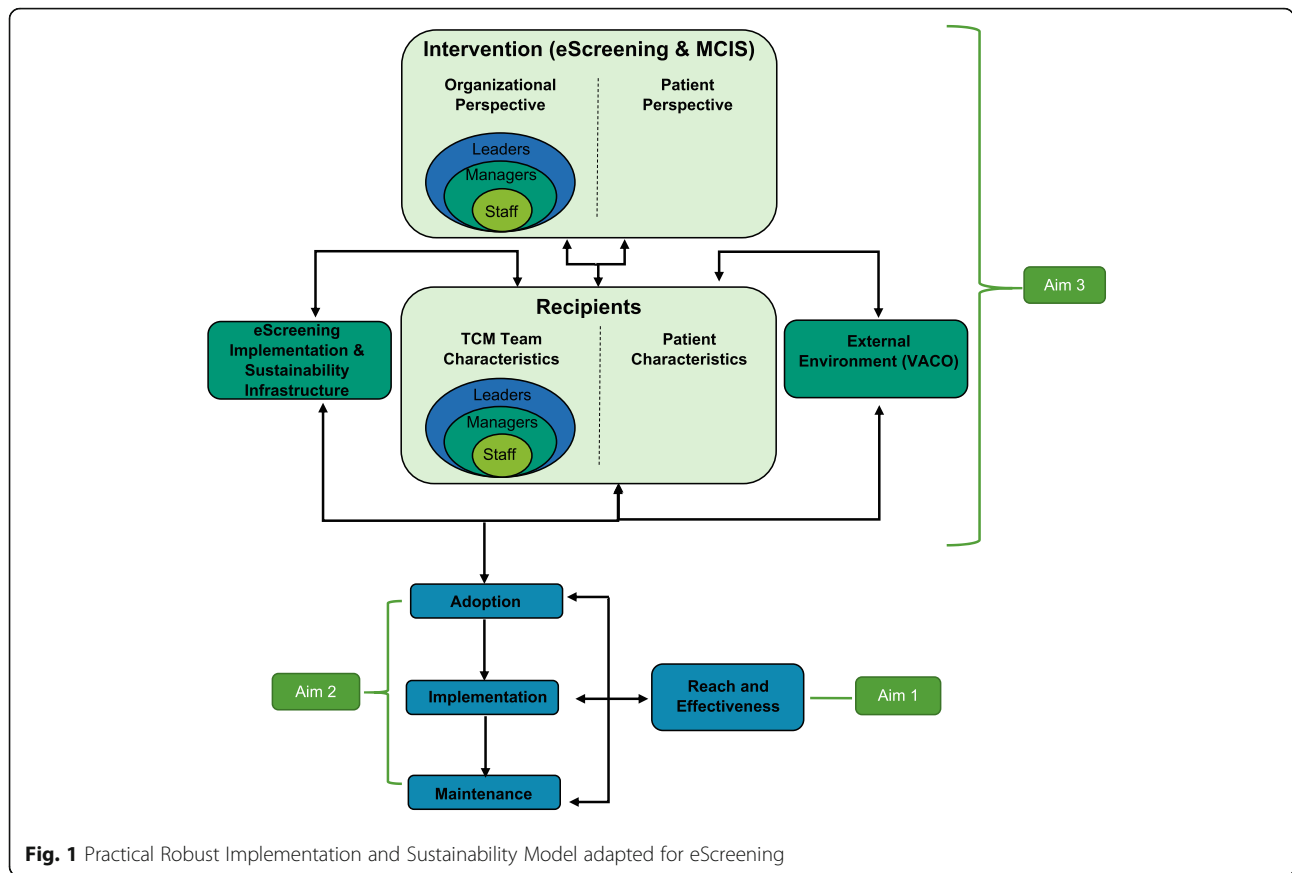 Intervention (eScreening & MCIS)
Organizational
Perspective
Patient
Perspective
Leaders
Managers
Staff
Aim 3
Recipients
eScreening
Implementation &
Sustainability
Infrastructure
TCM Team
Characteristics
Patient
Characteristics
External
Environment (VACO)
Leaders
Managers
Staff
Adoption
Aim 2
Implementation
Reach and
Effectiveness
Aim 1
Maintenance
Fig. 1 Practical Robust Implementation and Sustainability Model adapted for eScreening